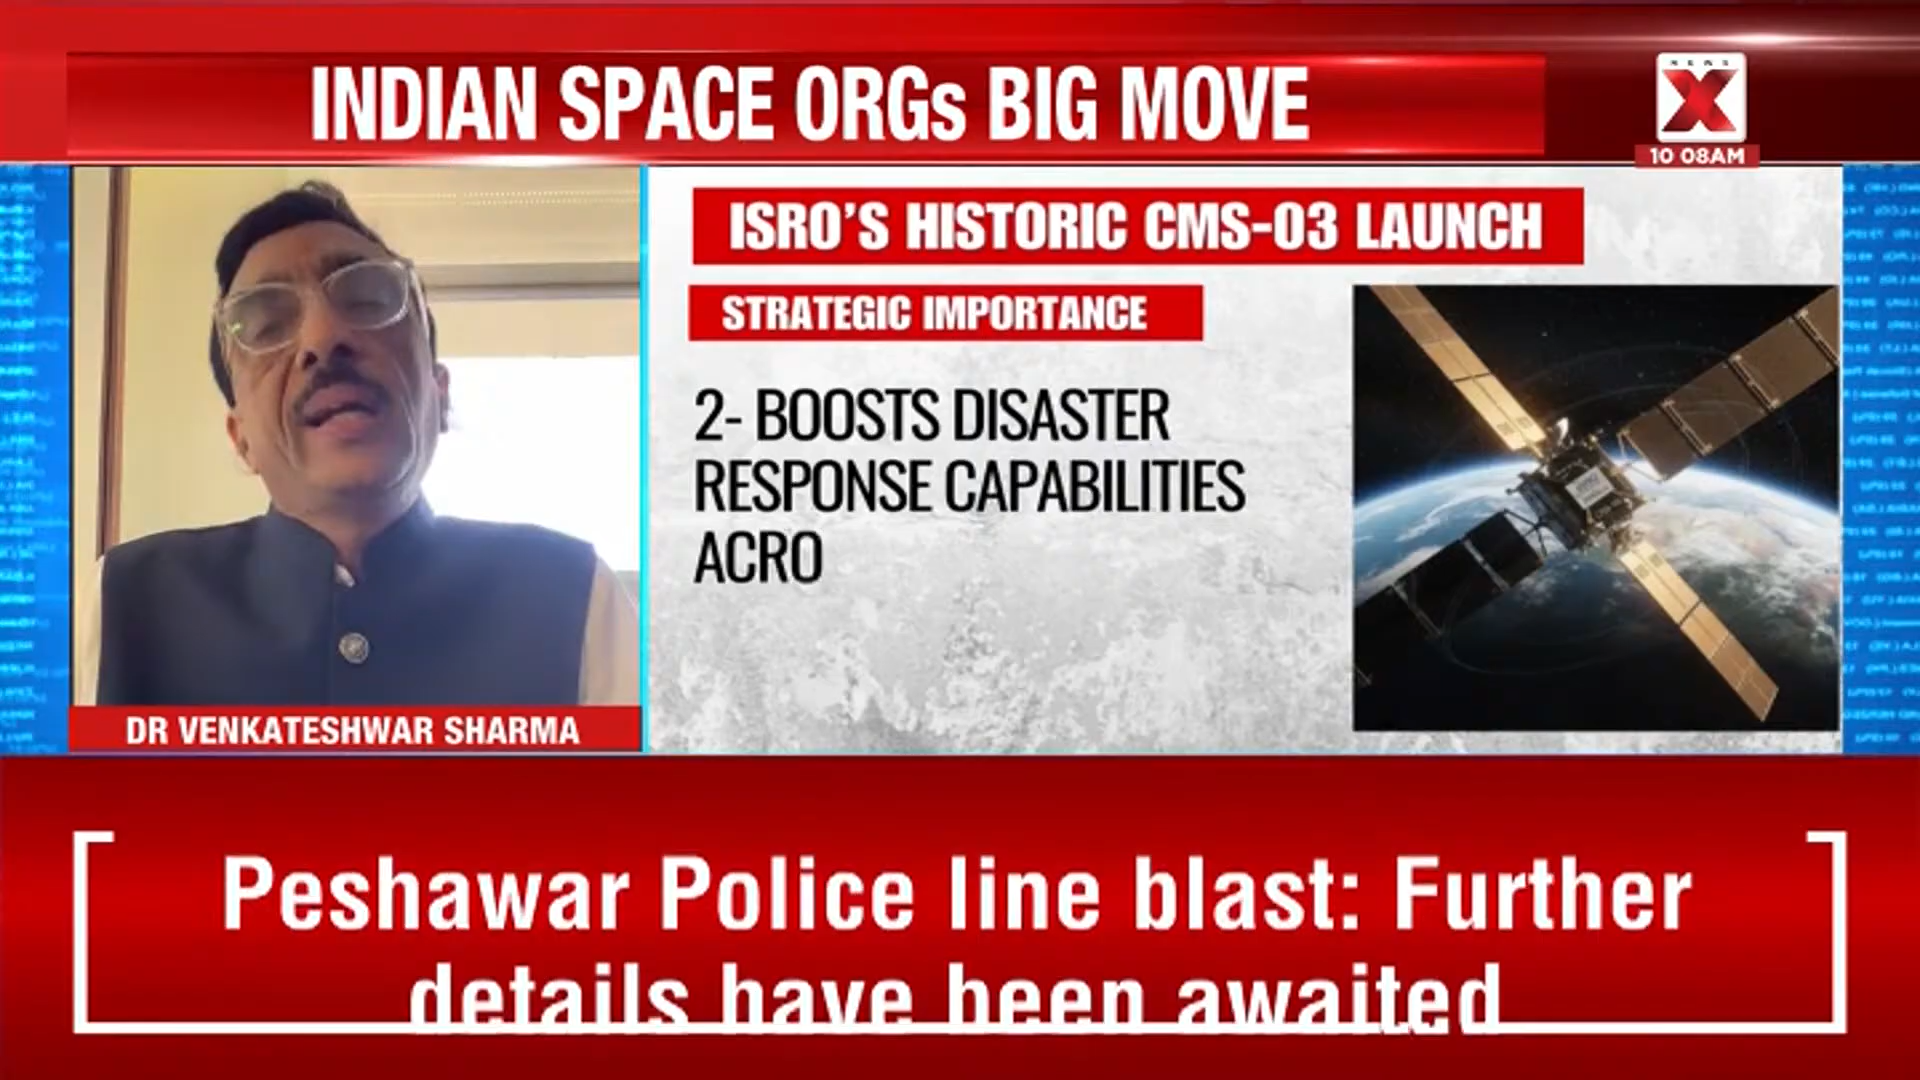 INDIAN SPACE ORGs BIG MOVE
NEWS
X
10 08AM
ISRO'S HISTORIC CMS-03 LAUNCH
STRATEGIC IMPORTANCE
2- BOOSTS DISASTER
RESPONSE CAPABILITIES
ACRO
DR VENKATESHWAR SHARMA
Peshawar Police line blast: Further
details have been awaited